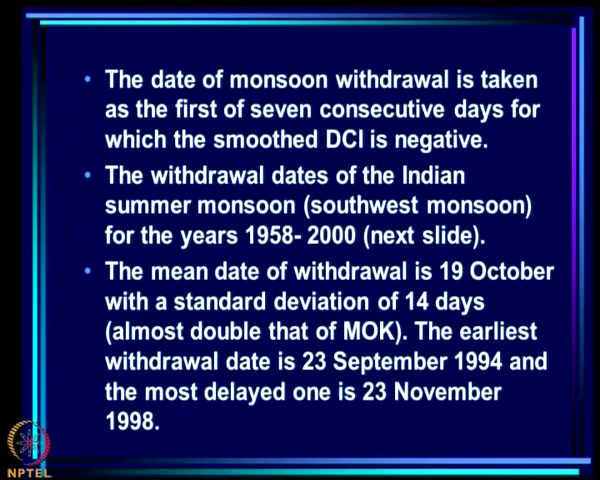 • The date of monsoon withdrawal is taken
as the first of seven consecutive days for
which the smoothed DCI is negative.
• The withdrawal dates of the Indian
summer monsoon (southwest monsoon)
for the years 1958- 2000 (next slide).
• The mean date of withdrawal is 19 October
with a standard deviation of 14 days
(almost double that of MOK). The earliest
withdrawal date is 23 September 1994 and
the most delayed one is 23 November
1998.
NPTEL